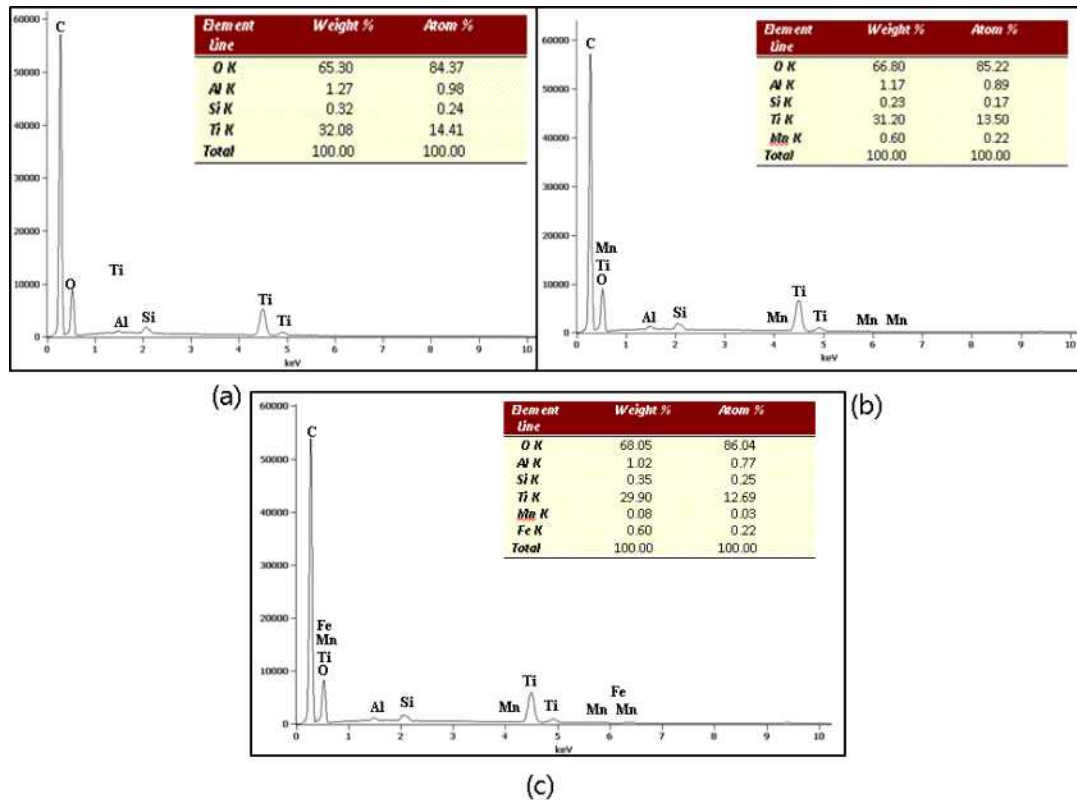 60000
50000
40000
30000
20000
10000
0
C
O
Ti
Al
Si
Ti
Ti
0 1 2 3 4 5 6 7 8 9 10
keV
Element Line Weight % Atom %
O K 65.30 84.37
Al K 1.27 0.98
Si K 0.32 0.24
Ti K 32.08 14.41
Total 100.00 100.00
(a)
60000
50000
40000
30000
20000
10000
0
C
Mn
Ti
O
Al
Si
Mn
Ti
Ti
Mn
Mn
0 1 2 3 4 5 6 7 8 9 10
keV
Element Line Weight % Atom %
O K 66.80 85.22
Al K 1.17 0.89
Si K 0.23 0.17
Ti K 31.20 13.50
Mn K 0.60 0.22
Total 100.00 100.00
(b)
60000
50000
40000
30000
20000
10000
0
C
Fe
Mn
Ti
O
Al
Si
Mn
Ti
Ti
Mn
Fe
Mn
0 1 2 3 4 5 6 7 8 9 10
keV
Element Line Weight % Atom %
O K 68.05 86.04
Al K 1.02 0.77
Si K 0.35 0.25
Ti K 29.90 12.69
Mn K 0.08 0.03
Fe K 0.60 0.22
Total 100.00 100.00
(c)